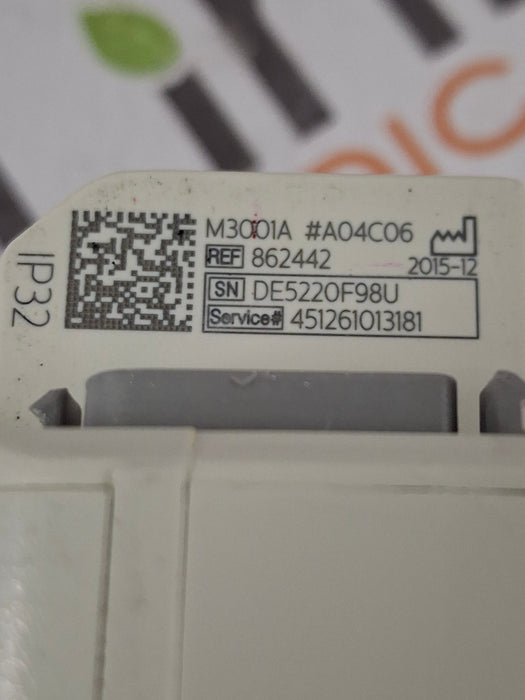 IP32
M3001A #A04C06
REF 862442
2015-12
SN DE5220F98U
Service# 451261013181